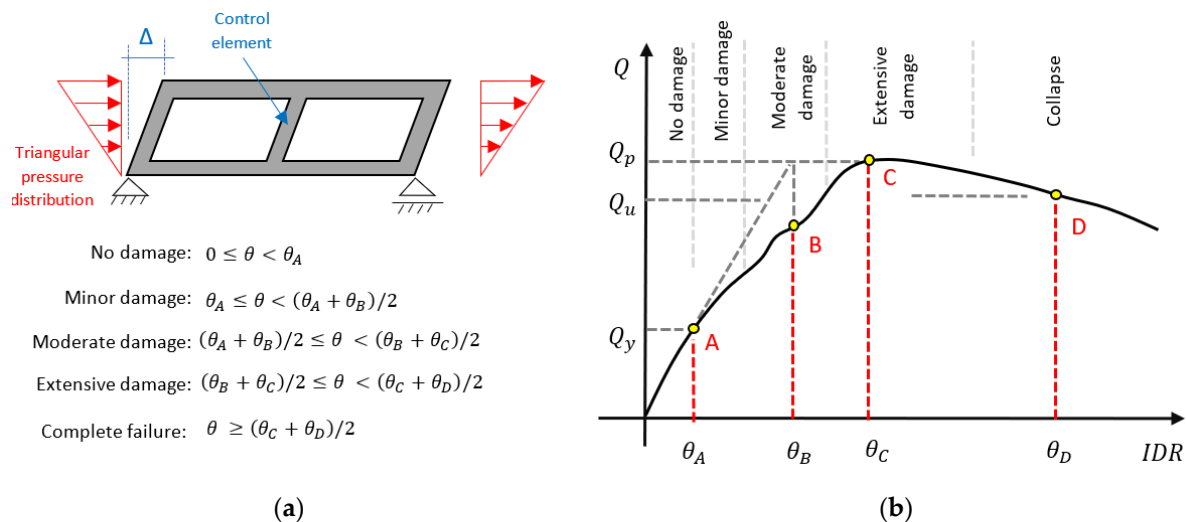 Δ
Control
element
Triangular
pressure
distribution
No damage: 0 ≤ θ < θ_A
Minor damage: θ_A ≤ θ < (θ_A + θ_B)/2
Moderate damage: (θ_A + θ_B)/2 ≤ θ < (θ_B + θ_C)/2
Extensive damage: (θ_B + θ_C)/2 ≤ θ < (θ_C + θ_D)/2
Complete failure: θ ≥ (θ_C + θ_D)/2
(a)
Q
No damage
Minor damage
Moderate
damage
Extensive
damage
Collapse
Q_p
Q_u
Q_y
A
B
C
D
θ_A
θ_B
θ_C
θ_D
IDR
(b)